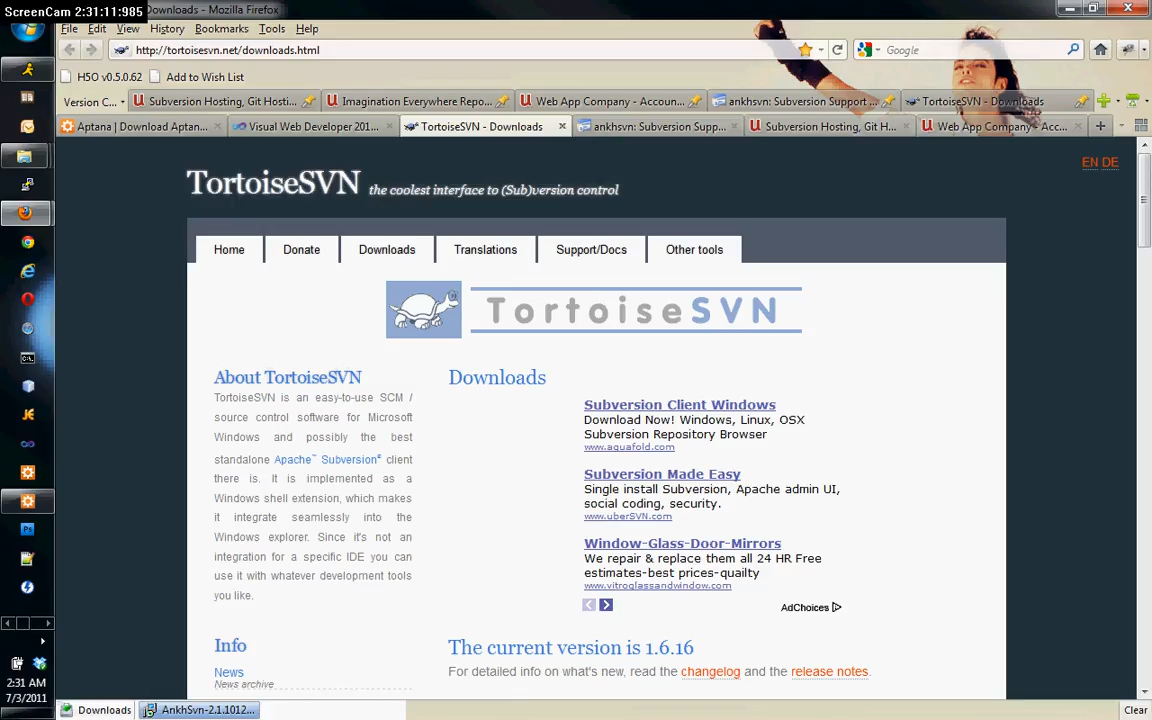 ScreenCam 2:31:11:985
Downloads - Mozilla Firefox
File Edit View History Bookmarks Tools Help
http://tortoisesvn.net/downloads.html
Google
H5O v0.5.0.62 Add to Wish List
Version C...
Subversion Hosting, Git Hosti...
Imagination Everywhere Repo...
Web App Company - Accoun...
ankhsvn: Subversion Support ...
TortoiseSVN - Downloads
Aptana | Download Aptan...
Visual Web Developer 201...
TortoiseSVN - Downloads
ankhsvn: Subversion Supp...
Subversion Hosting, Git H...
Web App Company - Acc...
EN DE
TortoiseSVN the coolest interface to (Sub)version control
Home Donate Downloads Translations Support/Docs Other tools
TortoiseSVN
About TortoiseSVN
TortoiseSVN is an easy-to-use SCM /
source control software for Microsoft
Windows and possibly the best
standalone Apache™ Subversion® client
there is. It is implemented as a
Windows shell extension, which makes
it integrate seamlessly into the
Windows explorer. Since it's not an
integration for a specific IDE you can
use it with whatever development tools
you like.
Info
News
News archive
Downloads
Subversion Client Windows
Download Now! Windows, Linux, OSX
Subversion Repository Browser
www.aquafold.com
Subversion Made Easy
Single install Subversion, Apache admin UI,
social coding, security.
www.uberSVN.com
Window-Glass-Door-Mirrors
We repair & replace them all 24 HR Free
estimates-best prices-quailty
www.vitroglassandwindow.com
AdChoices
The current version is 1.6.16
For detailed info on what's new, read the changelog and the release notes.
2:31 AM
7/3/2011
Downloads
AnkhSvn-2.1.1012...
Clear